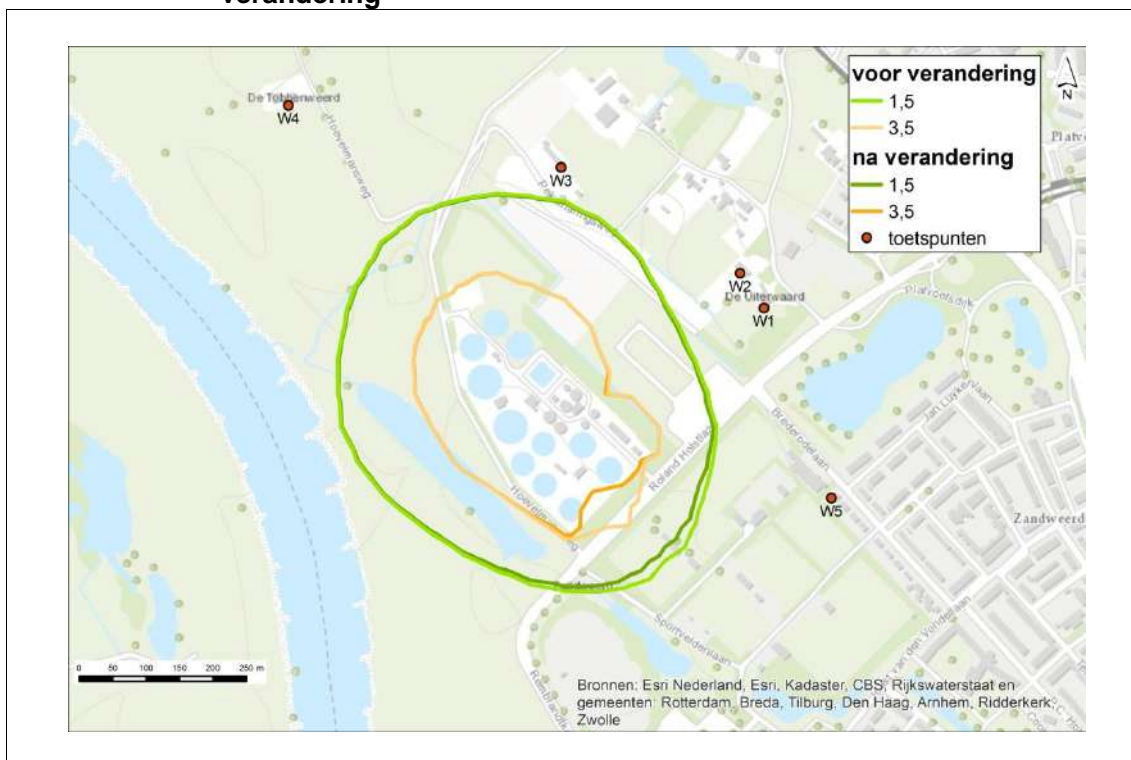 verandering
voor verandering
1,5
3,5
na verandering
1,5
3,5
toetspunten
N
De Tobbenweerd
W4
Hoevelmansweg
W3
W2
De Uiterwaard
W1
Platvoetsdijk
Jan Luykenlaan
Brederodelaan
Roland Holstlaan
W5
Zandweerd
Sportveldenlaan
0 50 100 150 200 250 m
Bronnen: Esri Nederland, Esri, Kadaster, CBS, Rijkswaterstaat en
gemeenten: Rotterdam, Breda, Tilburg, Den Haag, Arnhem, Ridderkerk,
Zwolle